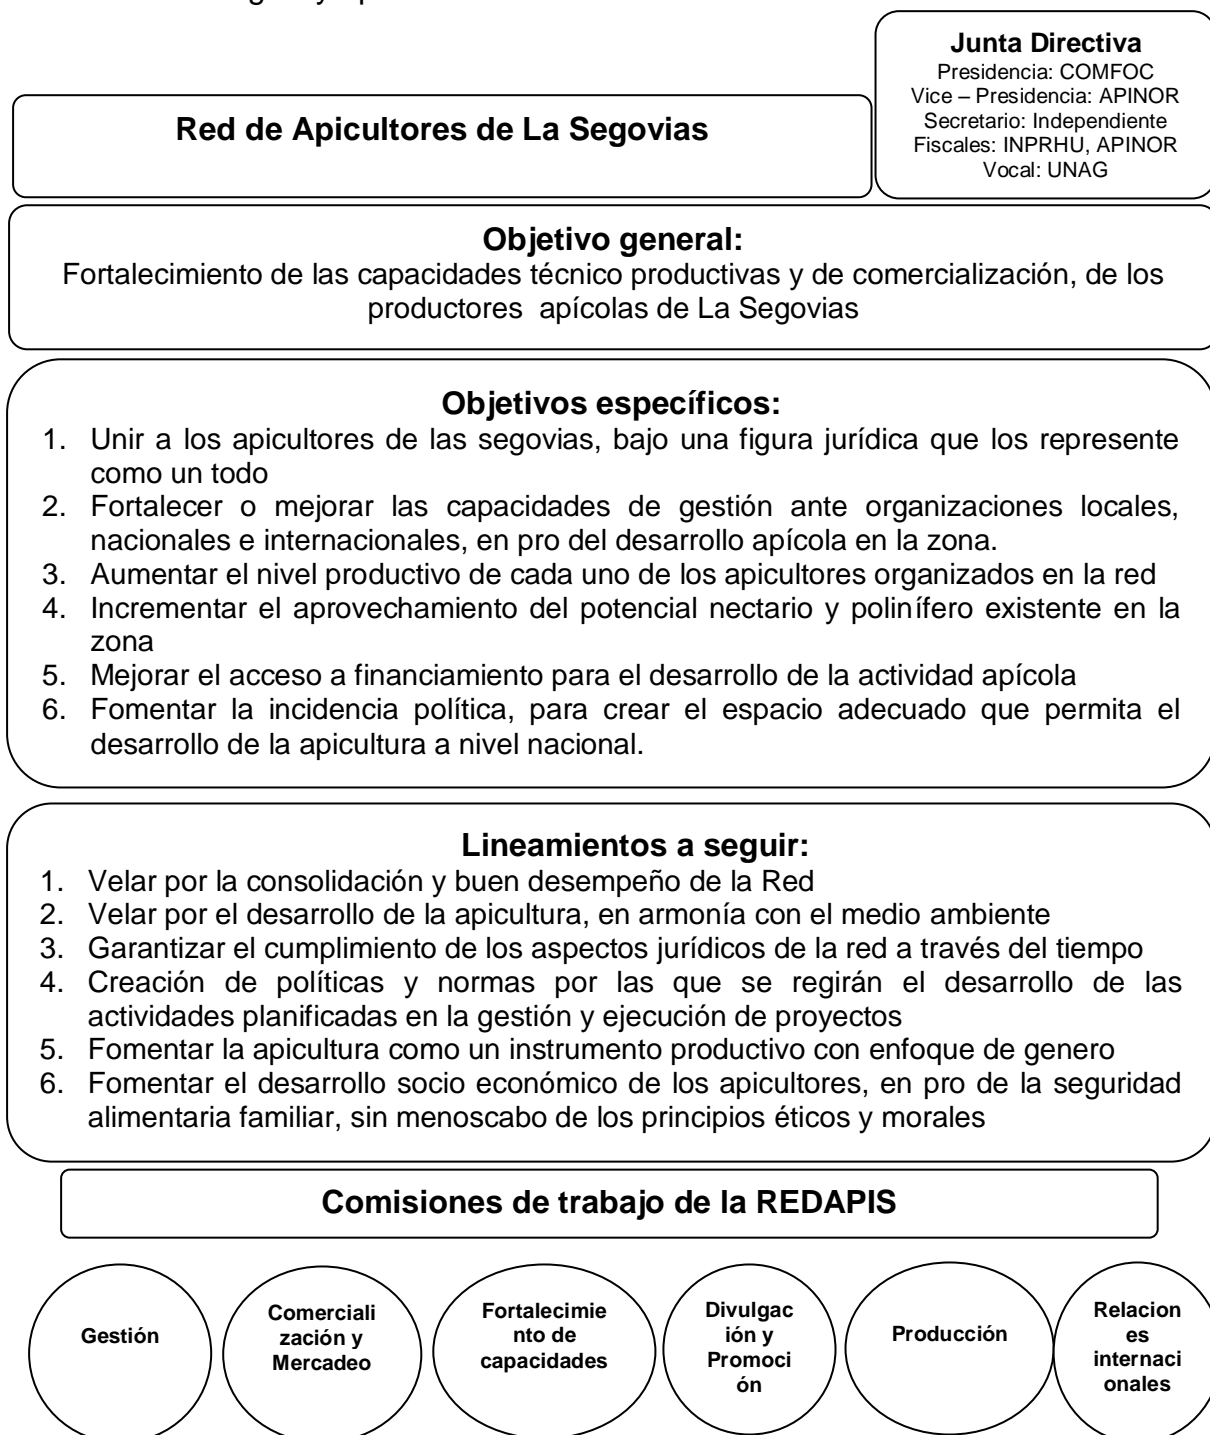 Junta Directiva
Presidencia: COMFOC
Vice – Presidencia: APINOR
Secretario: Independiente
Fiscales: INPRHU, APINOR
Vocal: UNAG
Red de Apicultores de La Segovias
Objetivo general:
Fortalecimiento de las capacidades técnico productivas y de comercialización, de los
productores apícolas de La Segovias
Objetivos específicos:
1. Unir a los apicultores de las segovias, bajo una figura jurídica que los represente
como un todo
2. Fortalecer o mejorar las capacidades de gestión ante organizaciones locales,
nacionales e internacionales, en pro del desarrollo apícola en la zona.
3. Aumentar el nivel productivo de cada uno de los apicultores organizados en la red
4. Incrementar el aprovechamiento del potencial nectario y polinífero existente en la
zona
5. Mejorar el acceso a financiamiento para el desarrollo de la actividad apícola
6. Fomentar la incidencia política, para crear el espacio adecuado que permita el
desarrollo de la apicultura a nivel nacional.
Lineamientos a seguir:
1. Velar por la consolidación y buen desempeño de la Red
2. Velar por el desarrollo de la apicultura, en armonía con el medio ambiente
3. Garantizar el cumplimiento de los aspectos jurídicos de la red a través del tiempo
4. Creación de políticas y normas por las que se regirán el desarrollo de las
actividades planificadas en la gestión y ejecución de proyectos
5. Fomentar la apicultura como un instrumento productivo con enfoque de genero
6. Fomentar el desarrollo socio económico de los apicultores, en pro de la seguridad
alimentaria familiar, sin menoscabo de los principios éticos y morales
Comisiones de trabajo de la REDAPIS
Gestión
Comerciali
zación y
Mercadeo
Fortalecimie
nto de
capacidades
Divulgac
ión y
Promoci
ón
Producción
Relacion
es
internaci
onales